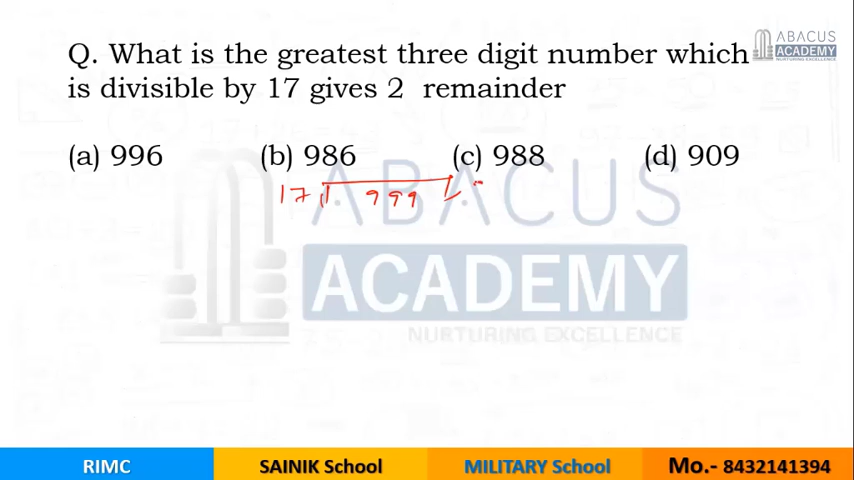 Q. What is the greatest three digit number which
is divisible by 17 gives 2 remainder
ABACUS
ACADEMY
NURTURING EXCELLENCE
(a) 996 (b) 986 (c) 988 (d) 909
17 999
ABACUS
ACADEMY
NURTURING EXCELLENCE
RIMC SAINIK School MILITARY School Mo.- 8432141394